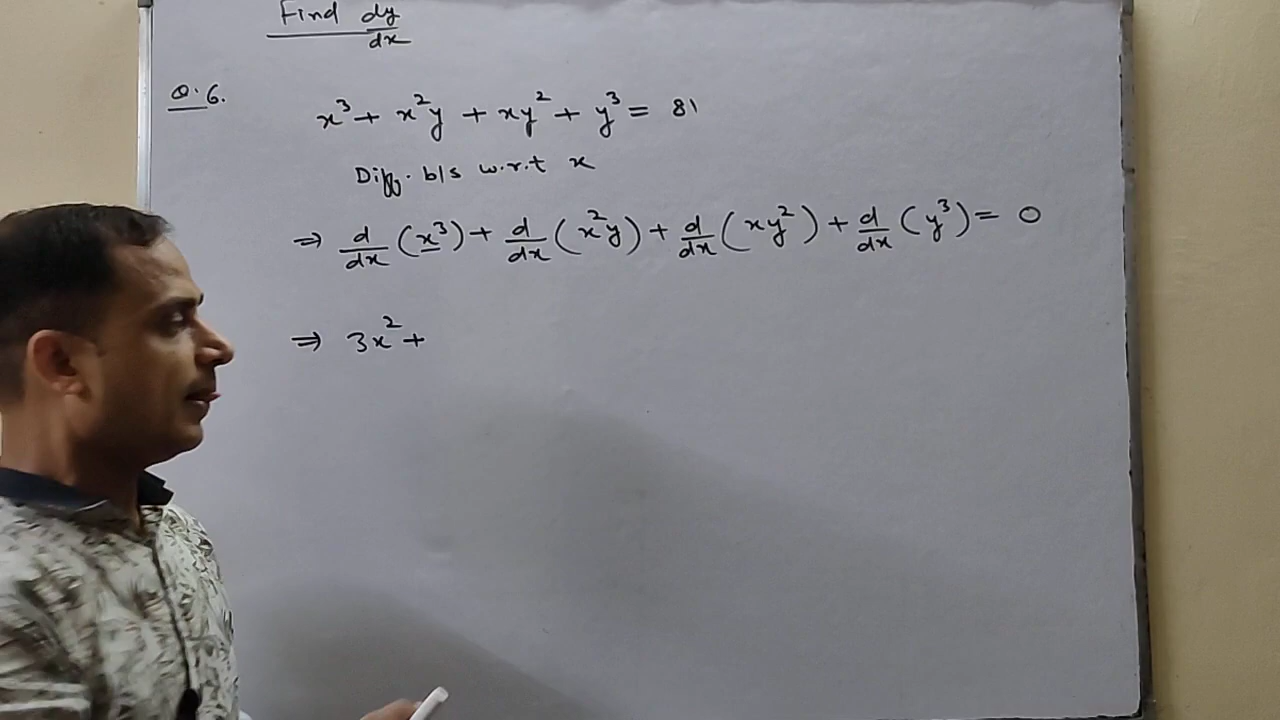 Find dy/dx
Q.6.
x³ + x²y + xy² + y³ = 81
Diff. b/s w.r.t x
⇒ d/dx (x³) + d/dx (x²y) + d/dx (xy²) + d/dx (y³) = 0
⇒ 3x² +